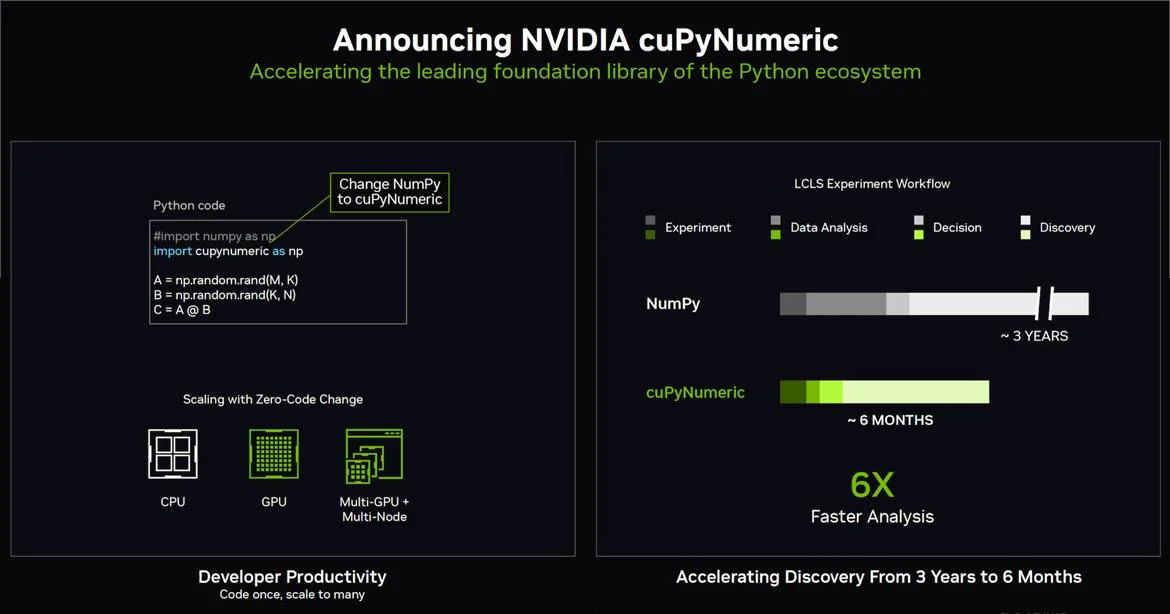 Announcing NVIDIA cuPyNumeric
Accelerating the leading foundation library of the Python ecosystem
Change NumPy
to cuPyNumeric
Python code
#import numpy as np
import cupynumeric as np
A = np.random.rand(M, K)
B = np.random.rand(K, N)
C = A @ B
Scaling with Zero-Code Change
CPU
GPU
Multi-GPU +
Multi-Node
Developer Productivity
Code once, scale to many
LCLS Experiment Workflow
Experiment
Data Analysis
Decision
Discovery
NumPy
~ 3 YEARS
cuPyNumeric
~ 6 MONTHS
6X
Faster Analysis
Accelerating Discovery From 3 Years to 6 Months